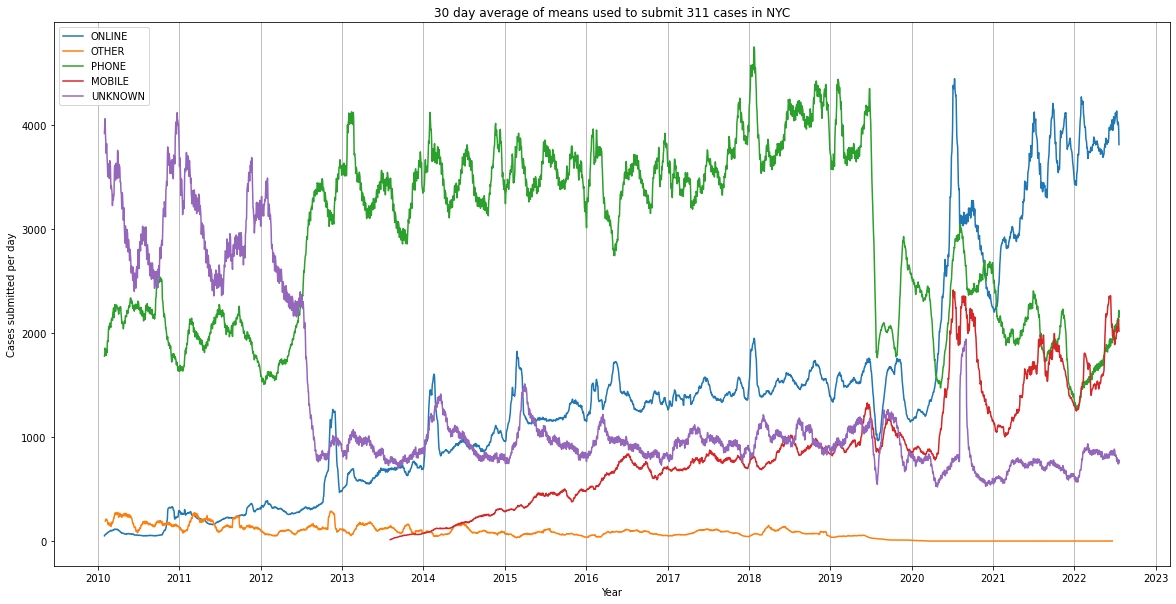 30 day average of means used to submit 311 cases in NYC
ONLINE
OTHER
PHONE
MOBILE
UNKNOWN
Cases submitted per day
4000
3000
2000
1000
0
2010 2011 2012 2013 2014 2015 2016 2017 2018 2019 2020 2021 2022 2023
Year